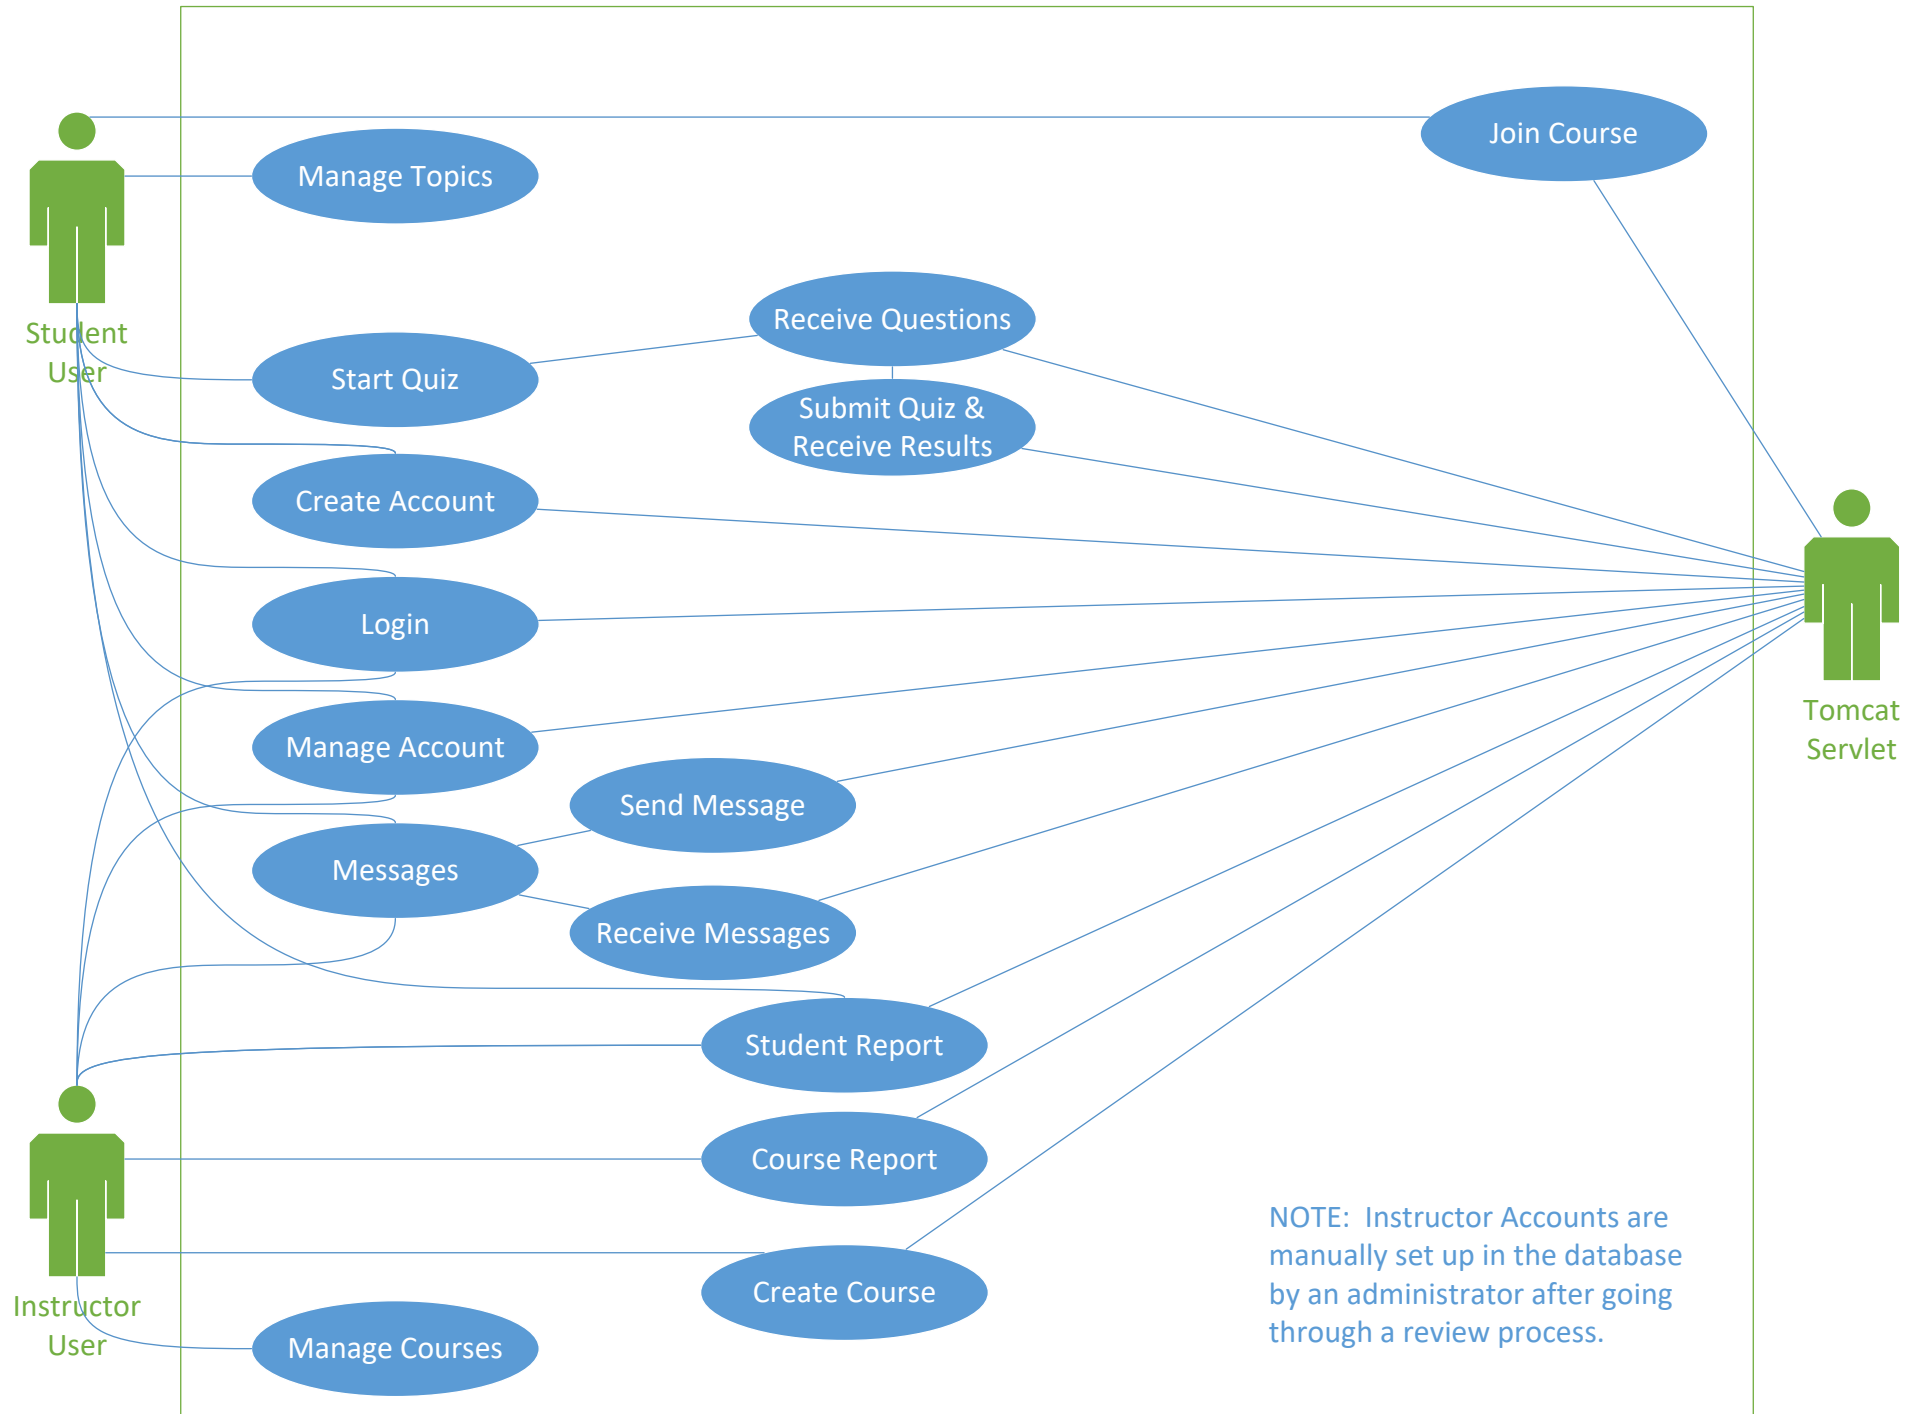 Join Course
Manage Topics
Student
User
Receive Questions
Start Quiz
Submit Quiz &
Receive Results
Create Account
Login
Tomcat
Servlet
Manage Account
Send Message
Messages
Receive Messages
Student Report
Course Report
Instructor
User
Create Course
Manage Courses
NOTE:  Instructor Accounts are
manually set up in the database
by an administrator after going
through a review process.